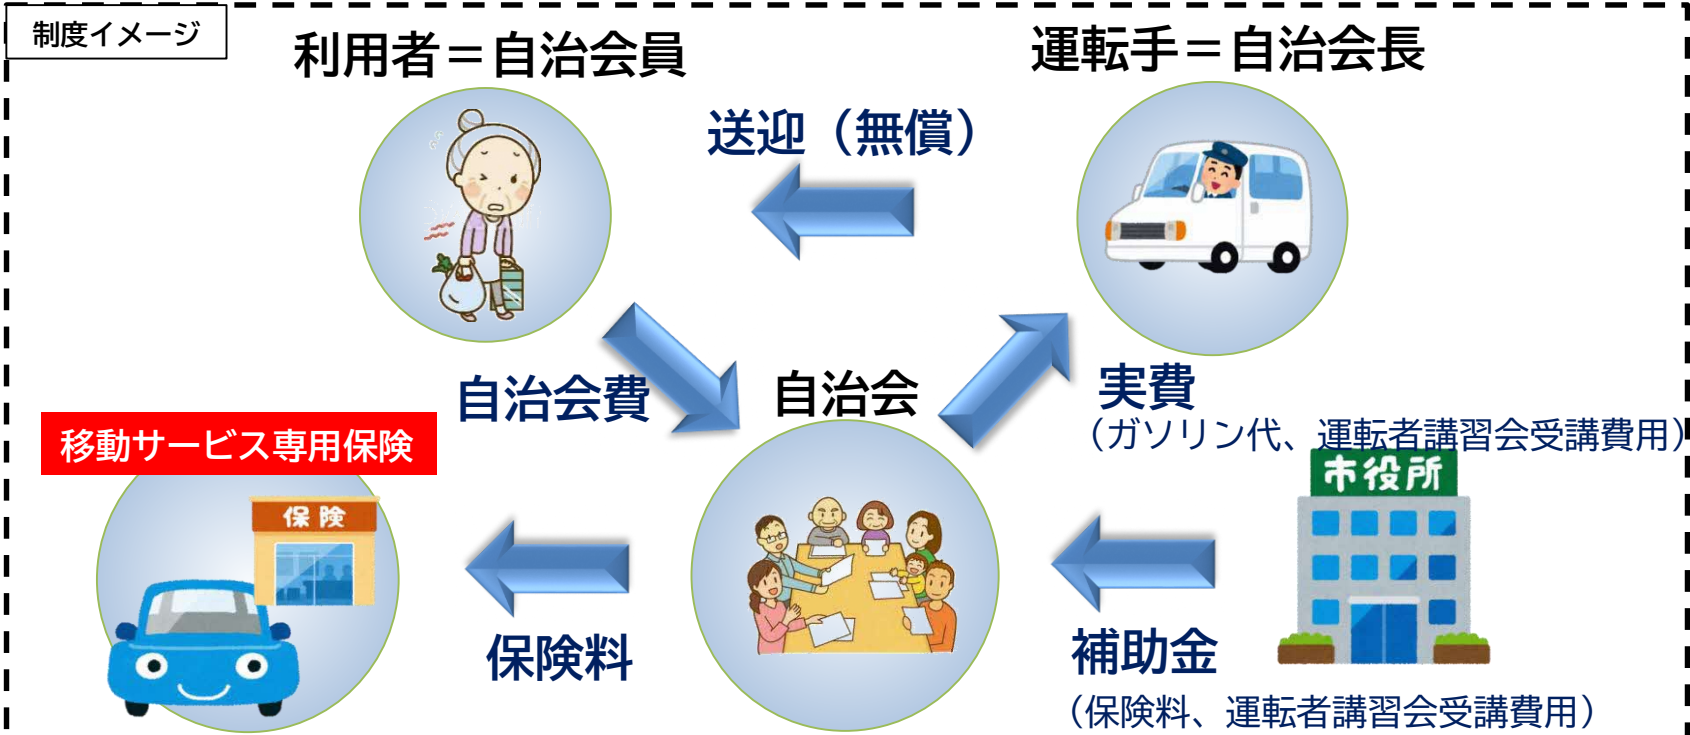 制度イメージ
利用者＝自治会員
運転手＝自治会長
送迎（無償）
自治会費
自治会
実費
（ガソリン代、運転者講習会受講費用）
移動サービス専用保険
市役所
保険
保険料
補助金
（保険料、運転者講習会受講費用）